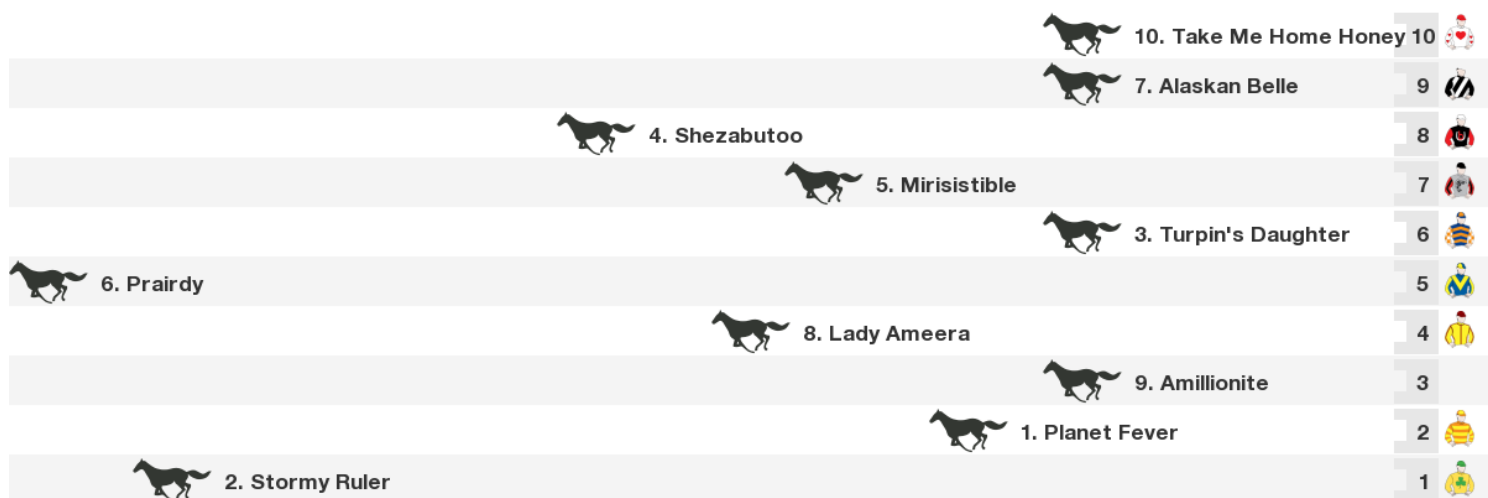 10. Take Me Home Honey 10
7. Alaskan Belle 9
4. Shezabutoo 8
5. Mirisistible 7
3. Turpin's Daughter 6
6. Prairdy 5
8. Lady Ameera 4
9. Amillionite 3
1. Planet Fever 2
2. Stormy Ruler 1